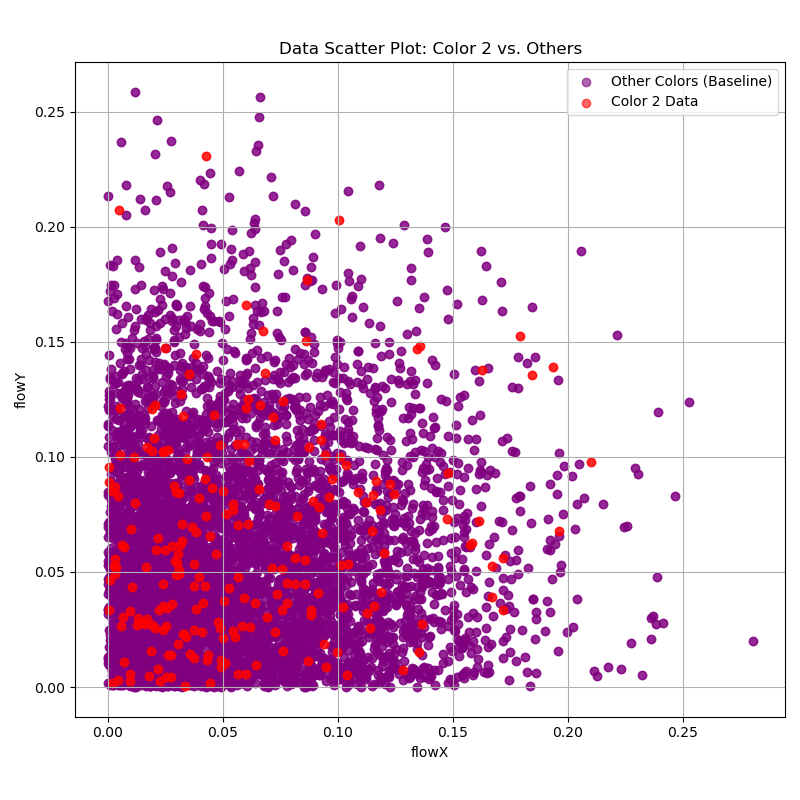 Data Scatter Plot: Color 2 vs. Others
Other Colors (Baseline)
Color 2 Data
flowY
0.25
0.20
0.15
0.10
0.05
0.00
0.00 0.05 0.10 0.15 0.20 0.25
flowX